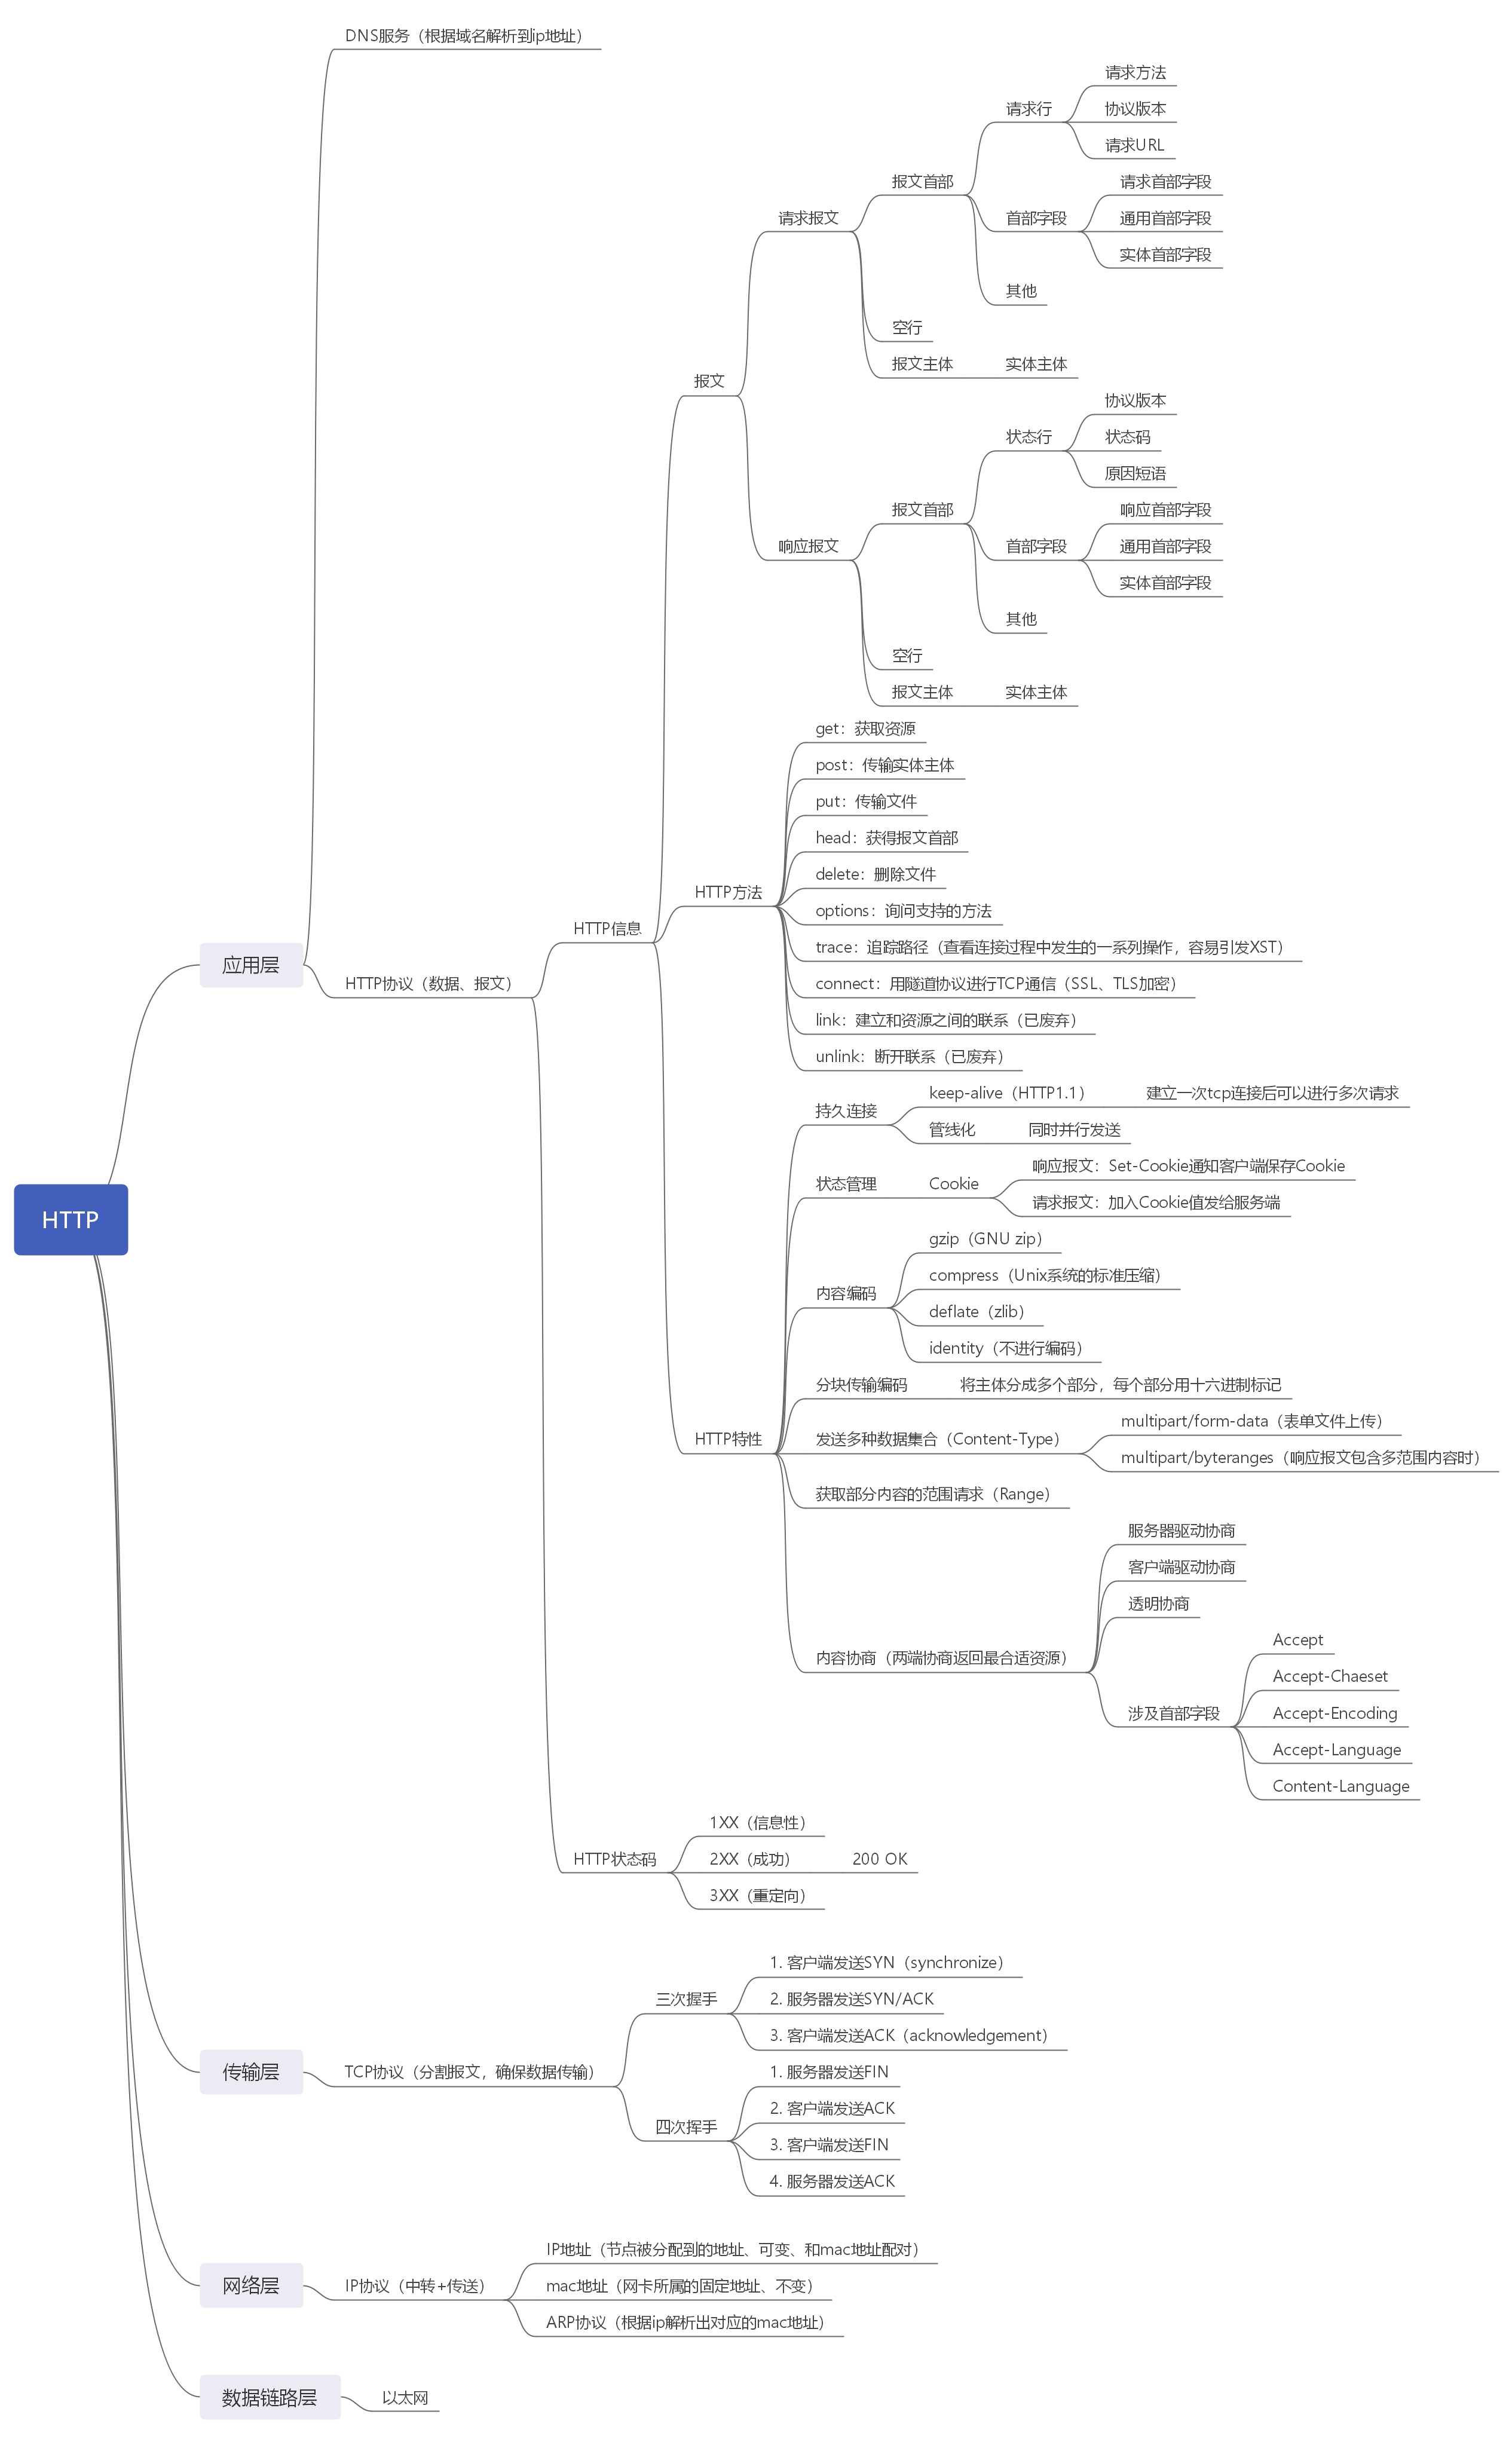 DNS服务（根据域名解析到ip地址）
请求方法
请求行
协议版本
请求URL
报文首部
请求首部字段
请求报文
首部字段
通用首部字段
实体首部字段
其他
空行
报文主体
实体主体
报文
协议版本
状态行
状态码
原因短语
报文首部
响应首部字段
响应报文
首部字段
通用首部字段
实体首部字段
其他
空行
报文主体
实体主体
get：获取资源
post：传输实体主体
put：传输文件
head：获得报文首部
delete：删除文件
HTTP方法
options：询问支持的方法
HTTP信息
trace：追踪路径（查看连接过程中发生的一系列操作，容易引发XST）
应用层
HTTP协议（数据、报文）
connect：用隧道协议进行TCP通信（SSL、TLS加密）
link：建立和资源之间的联系（已废弃）
unlink：断开联系（已废弃）
持久连接
keep-alive（HTTP1.1）
建立一次tcp连接后可以进行多次请求
管线化
同时并行发送
状态管理
Cookie
响应报文：Set-Cookie通知客户端保存Cookie
请求报文：加入Cookie值发给服务端
HTTP
gzip（GNU zip）
compress（Unix系统的标准压缩）
内容编码
deflate（zlib）
identity（不进行编码）
分块传输编码
将主体分成多个部分，每个部分用十六进制标记
HTTP特性
发送多种数据集合（Content-Type）
multipart/form-data（表单文件上传）
multipart/byteranges（响应报文包含多范围内容时）
获取部分内容的范围请求（Range）
服务器驱动协商
客户端驱动协商
透明协商
内容协商（两端协商返回最合适资源）
Accept
Accept-Chaeset
涉及首部字段
Accept-Encoding
Accept-Language
Content-Language
1XX（信息性）
HTTP状态码
2XX（成功）
200 OK
3XX（重定向）
1. 客户端发送SYN（synchronize）
三次握手
2. 服务器发送SYN/ACK
3. 客户端发送ACK（acknowledgement）
传输层
TCP协议（分割报文，确保数据传输）
1. 服务器发送FIN
2. 客户端发送ACK
四次挥手
3. 客户端发送FIN
4. 服务器发送ACK
IP地址（节点被分配到的地址、可变、和mac地址配对）
网络层
IP协议（中转+传送）
mac地址（网卡所属的固定地址、不变）
ARP协议（根据ip解析出对应的mac地址）
数据链路层
以太网